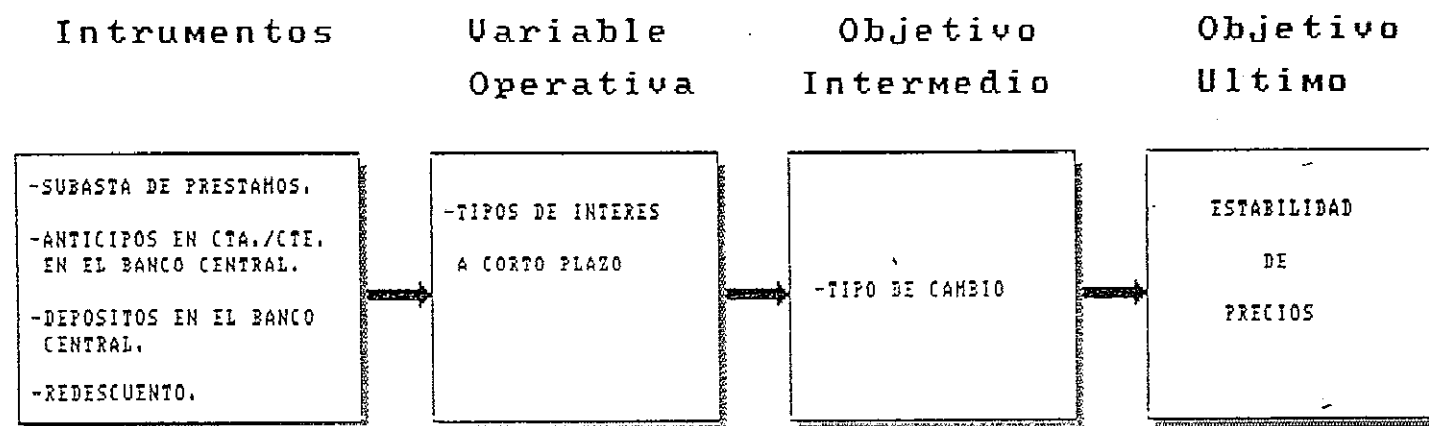 Intrumentos
Variable
Operativa
Objetivo
Intermedio
Objetivo
Ultimo
-SUBASTA DE PRESTAMOS.
-ANTICIPOS EN CTA./CTE.
EN EL BANCO CENTRAL.
-DEPOSITOS EN EL BANCO
CENTRAL.
-REDESCUENTO.
-TIPOS DE INTERES
A CORTO PLAZO
-TIPO DE CAMBIO
ESTABILIDAD
DE
PRECIOS